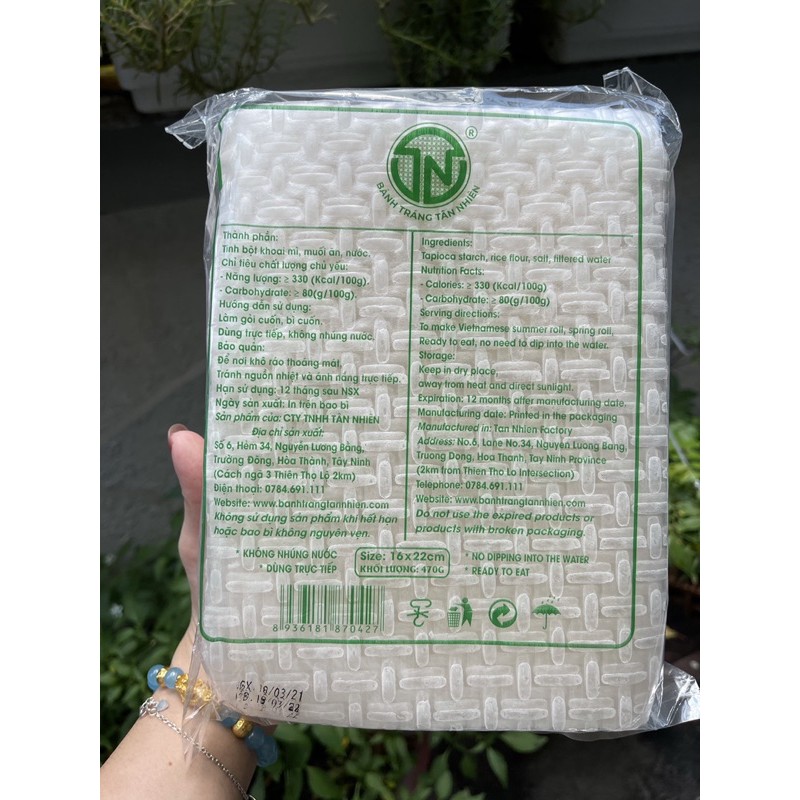 ®
TN
BÁNH TRÁNG TÂN NHIÊN
Thành phần:
Tinh bột khoai mì, muối ăn, nước.
Chỉ tiêu chất lượng chủ yếu:
- Năng lượng: ≥ 330 (Kcal/100g).
- Carbohydrate: ≥ 80(g/100g).
Hướng dẫn sử dụng:
Làm gỏi cuốn, bì cuốn.
Dùng trực tiếp, không nhúng nước.
Bảo quản:
Để nơi khô ráo thoáng mát,
Tránh nguồn nhiệt và ánh nắng trực tiếp.
Hạn sử dụng: 12 tháng sau NSX
Ngày sản xuất: In trên bao bì
Sản phẩm của: CTY TNHH TÂN NHIÊN
Địa chỉ sản xuất:
Số 6, Hẻm 34, Nguyễn Lương Bằng,
Trường Đông, Hòa Thành, Tây Ninh
(Cách ngã 3 Thiên Thọ Lộ 2km)
Điện thoại: 0784.691.111
Website: www.banhtrangtannhien.com
Không sử dụng sản phẩm khi hết hạn
hoặc bao bì không nguyên vẹn.
Ingredients:
Tapioca starch, rice flour, salt, filtered water
Nutrition Facts:
- Calories: ≥ 330 (Kcal/100g)
- Carbohydrate: ≥ 80(g/100g)
Serving directions:
To make Vietnamese summer roll, spring roll,
Ready to eat, no need to dip into the water.
Storage:
Keep in dry place,
away from heat and direct sunlight.
Expiration: 12 months after manufacturing date.
Manufacturing date: Printed in the packaging
Manufactured in: Tan Nhien Factory
Address: No.6, Lane No.34, Nguyen Luong Bang,
Truong Dong, Hoa Thanh, Tay Ninh Province
(2km from Thien Tho Lo Intersection)
Telephone: 0784.691.111
Website: www.banhtrangtannhien.com
Do not use the expired products or
products with broken packaging.
* KHÔNG NHÚNG NƯỚC
* DÙNG TRỰC TIẾP
Size: 16x22cm
KHỐI LƯỢNG: 470G
* NO DIPPING INTO THE WATER
* READY TO EAT
8 936181 870427
18/03/21
18/03/22